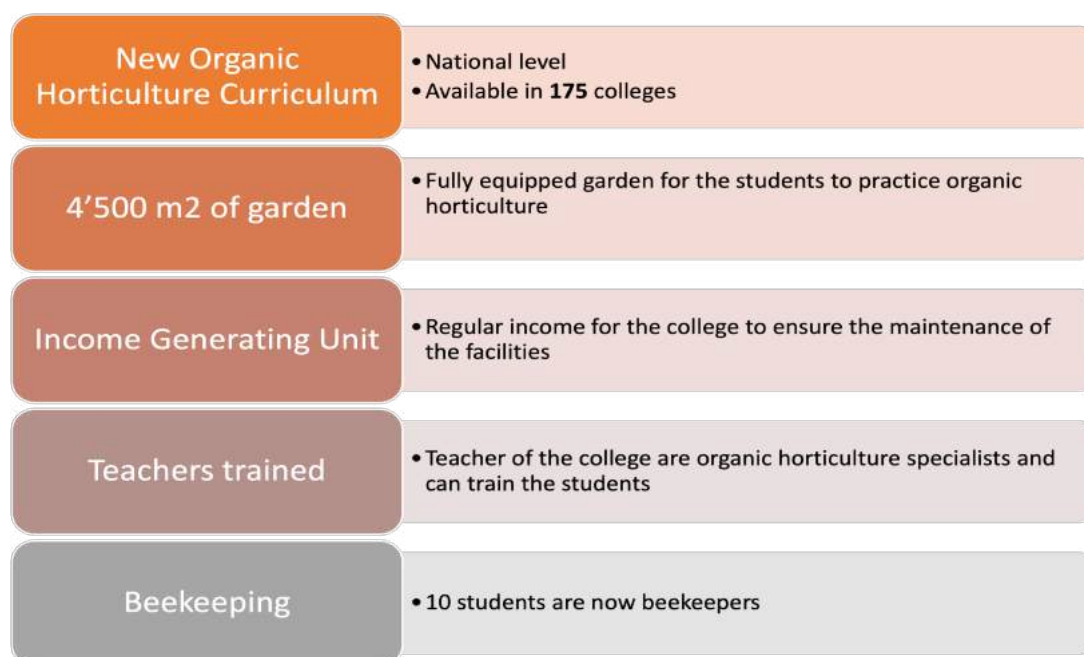 New Organic
Horticulture Curriculum
• National level
• Available in 175 colleges
4’500 m2 of garden
• Fully equipped garden for the students to practice organic
horticulture
Income Generating Unit
• Regular income for the college to ensure the maintenance of
the facilities
Teachers trained
• Teacher of the college are organic horticulture specialists and
can train the students
Beekeeping
• 10 students are now beekeepers